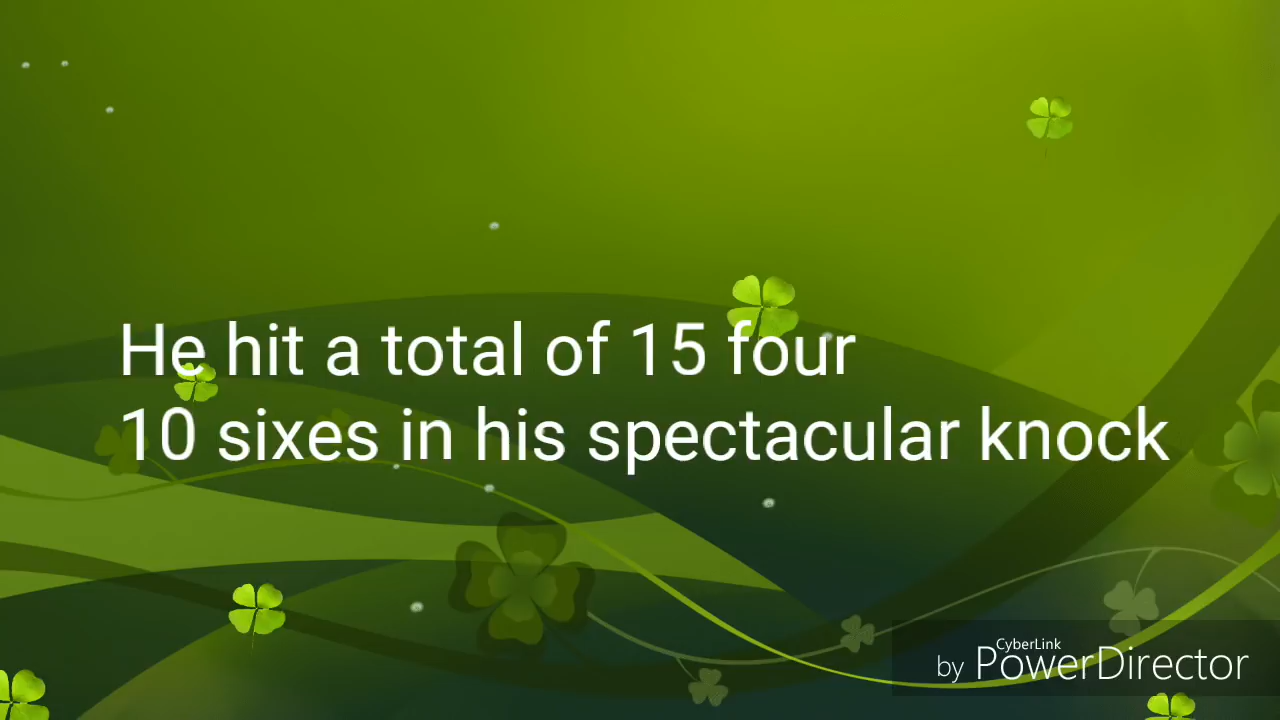 He hit a total of 15 four
10 sixes in his spectacular knock
CyberLink
by PowerDirector